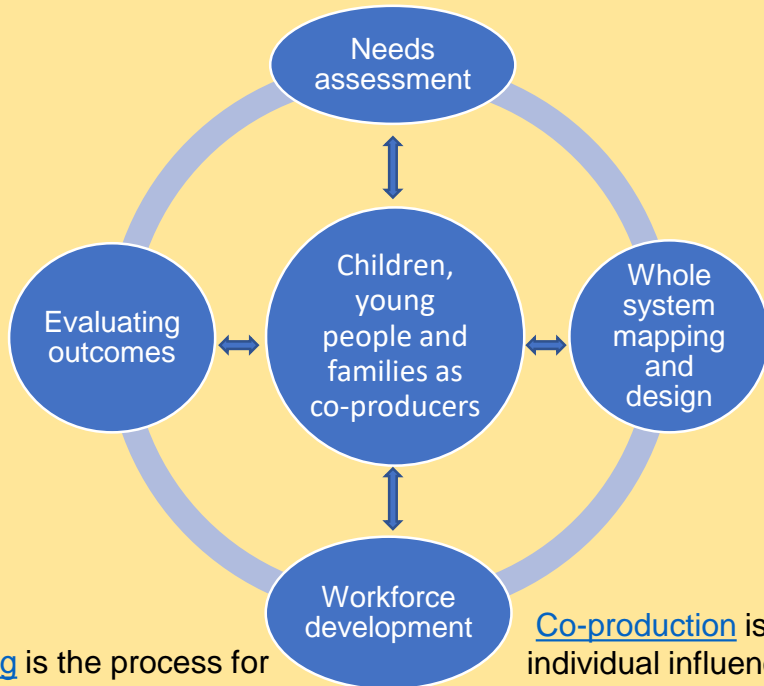 Needs
assessment
Children,
young
people and
families as
co-producers
Evaluating
outcomes
Whole
system
mapping
and
design
Workforce
development
g is the process for
Co-production is
individual influenc